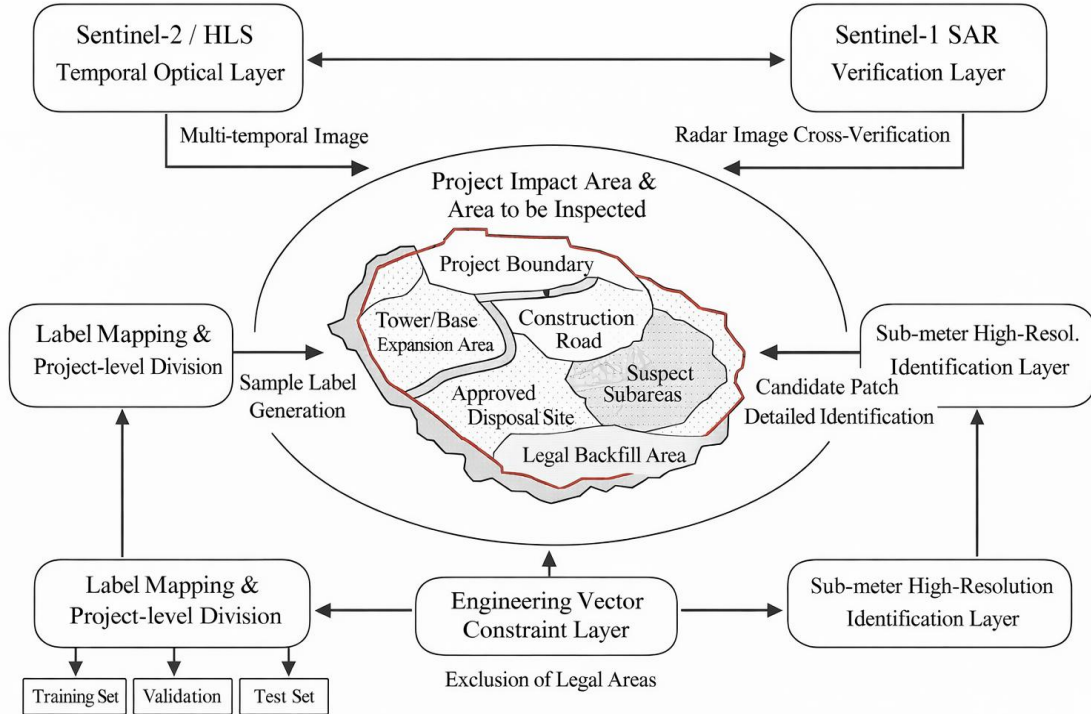 Sentinel-2 / HLS
Temporal Optical Layer
Sentinel-1 SAR
Verification Layer
Multi-temporal Image
Radar Image Cross-Verification
Project Impact Area &
Area to be Inspected
Project Boundary
Tower/Base
Expansion Area
Construction
Road
Suspect
Subareas
Approved
Disposal Site
Legal Backfill Area
Label Mapping &
Project-level Division
Sample Label
Generation
Sub-meter High-Resol.
Identification Layer
Candidate Patch
Detailed Identification
Label Mapping &
Project-level Division
Engineering Vector
Constraint Layer
Sub-meter High-Resolution
Identification Layer
Exclusion of Legal Areas
Training Set
Validation
Test Set